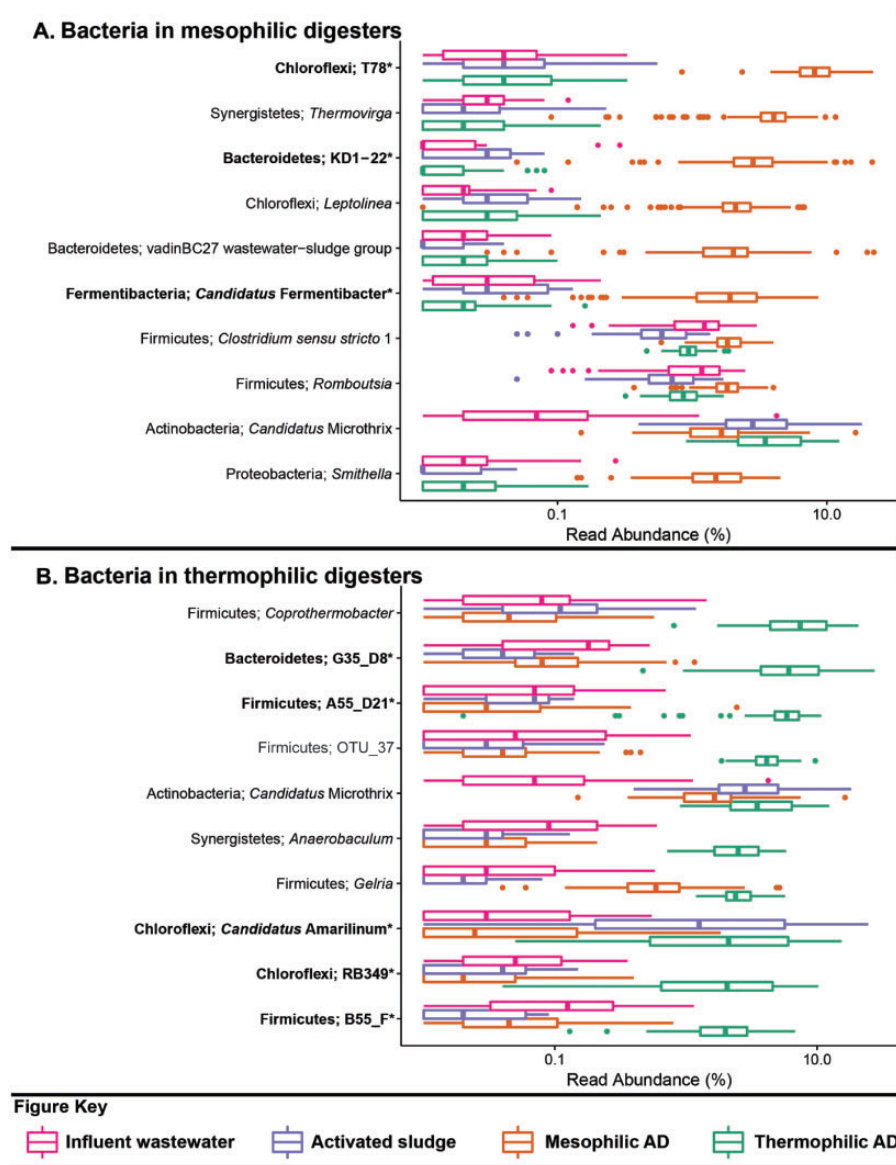 A. Bacteria in mesophilic digesters
Chloroflexi; T78*
Synergistetes; Thermovirga
Bacteroidetes; KD1−22*
Chloroflexi; Leptolinea
Bacteroidetes; vadinBC27 wastewater−sludge group
Fermentibacteria; Candidatus Fermentibacter*
Firmicutes; Clostridium sensu stricto 1
Firmicutes; Romboutsia
Actinobacteria; Candidatus Microthrix
Proteobacteria; Smithella
0.1 10.0
Read Abundance (%)
B. Bacteria in thermophilic digesters
Firmicutes; Coprothermobacter
Bacteroidetes; G35_D8*
Firmicutes; A55_D21*
Firmicutes; OTU_37
Actinobacteria; Candidatus Microthrix
Synergistetes; Anaerobaculum
Firmicutes; Gelria
Chloroflexi; Candidatus Amarilinum*
Chloroflexi; RB349*
Firmicutes; B55_F*
0.1 10.0
Read Abundance (%)
Figure Key
Influent wastewater Activated sludge Mesophilic AD Thermophilic AD